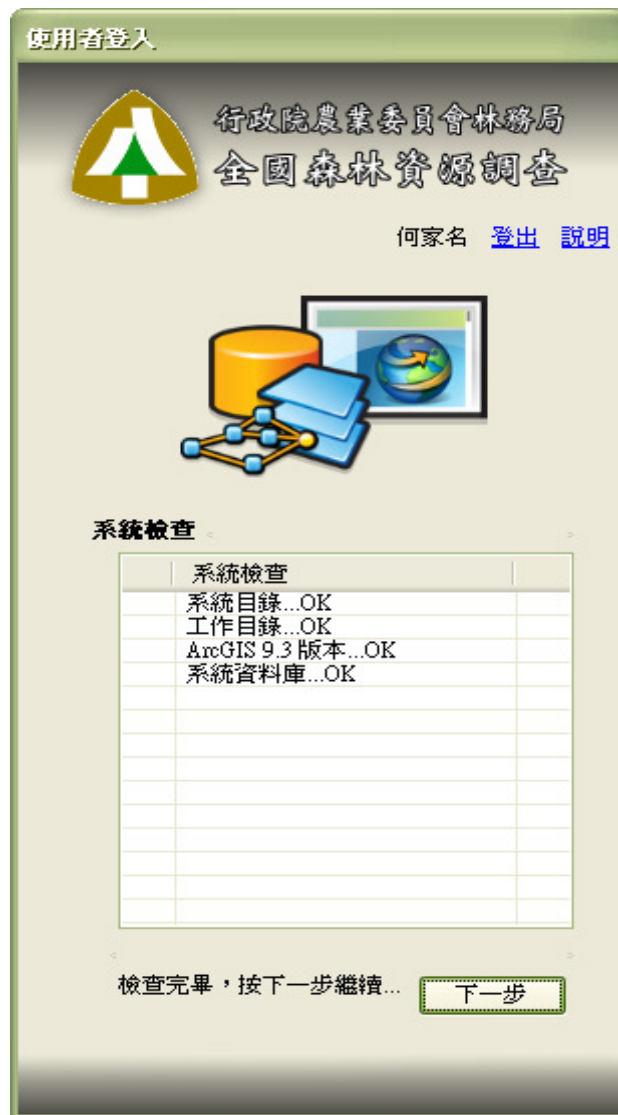 使用者登入
行政院農業委員會林務局
全國森林資源調查
何家名 登出 說明
系統檢查
系統檢查
系統目錄...OK
工作目錄...OK
ArcGIS 9.3 版本...OK
系統資料庫...OK
檢查完畢，按下一步繼續... 下一步